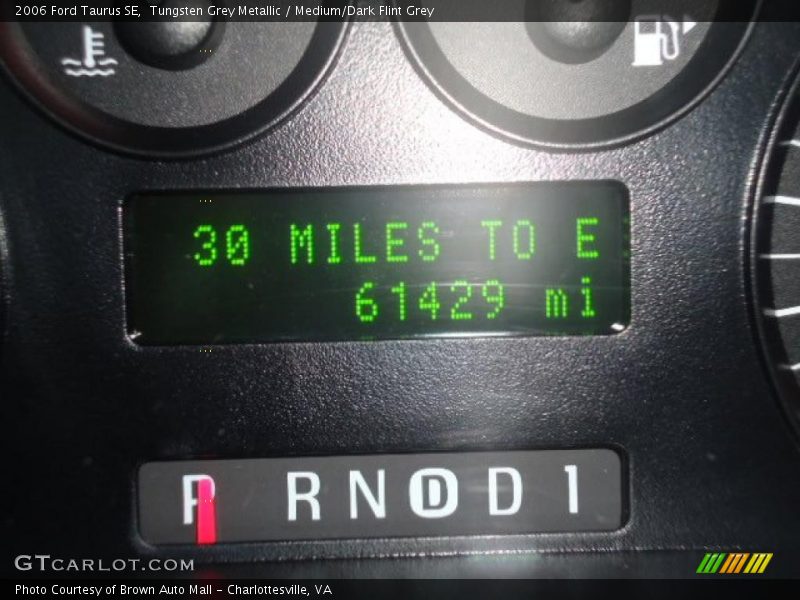 2006 Ford Taurus SE,  Tungsten Grey Metallic / Medium/Dark Flint Grey
30 MILES TO E
61429 mi
P R N D D 1
GTCARLOT.COM
Photo Courtesy of Brown Auto Mall - Charlottesville, VA